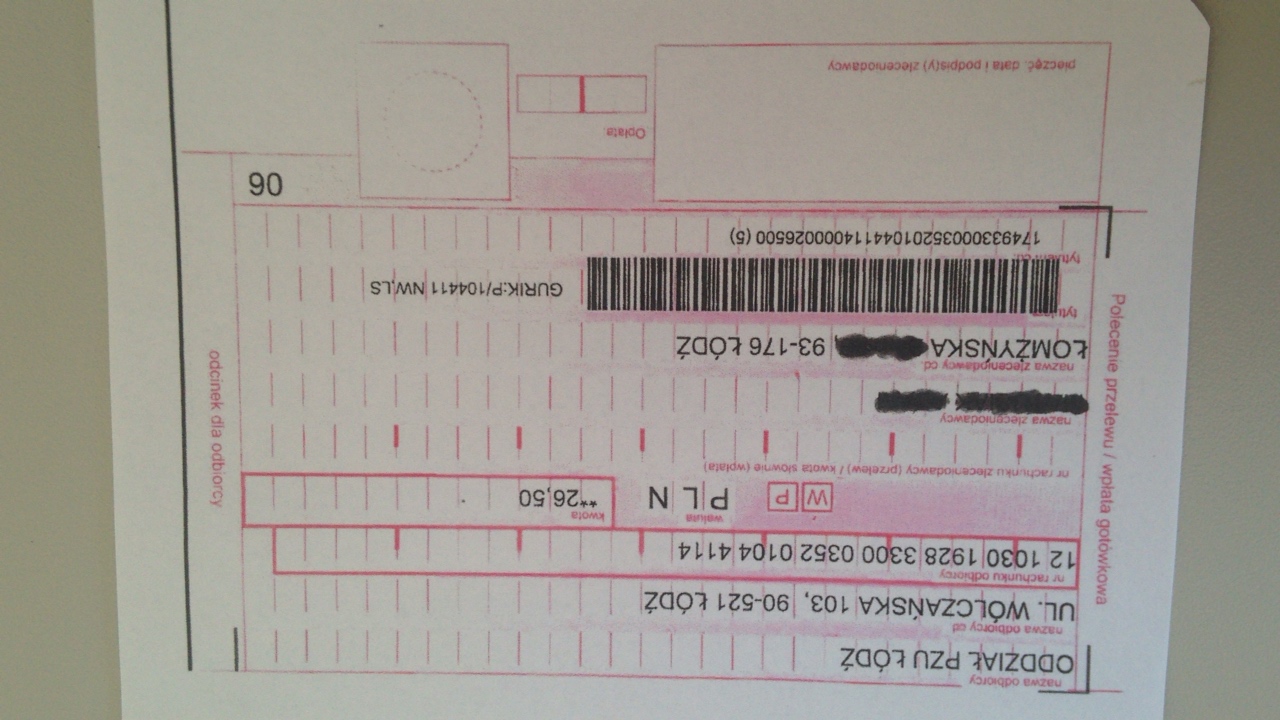 odcinek dla odbiorcy
Polecenie przelewu / wpłata gotówkowa
nazwa odbiorcy
ODDZIAŁ PZU ŁÓDŹ
nazwa odbiorcy cd
UL. WÓLCZAŃSKA 103, 90-521 ŁÓDŹ
nr rachunku odbiorcy
12 1030 1928 3300 0352 0104 4114
waluta kwota
W P PLN **26,50
nr rachunku zleceniodawcy (przelew) / kwota słownie (wpłata)
nazwa zleceniodawcy
nazwa zleceniodawcy cd
ŁOMŻYŃSKA 93-176 ŁÓDŹ
tytułem
GURIK:P/104411 NW,LS
tytułem cd.
1749330003520104411400026500 (5)
06
Opłata:
pieczęć, data i podpis(y) zleceniodawcy